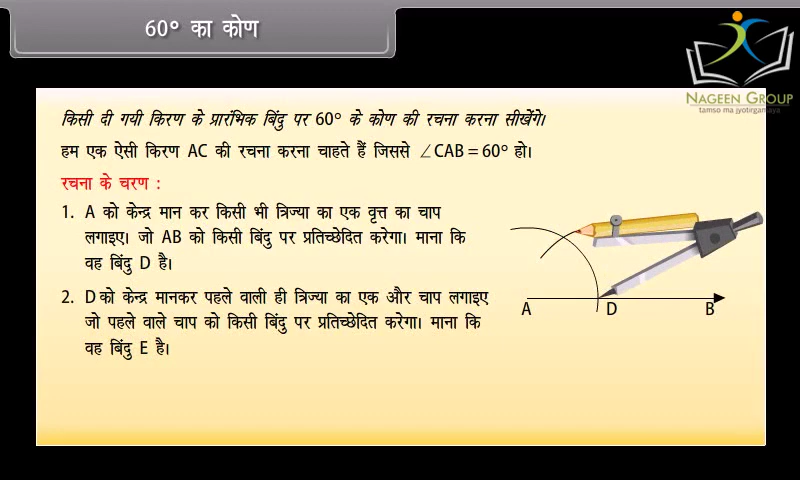 60° का कोण
NAGEEN GROUP
tamso ma jyotirgamaya
किसी दी गयी किरण के प्रारंभिक बिंदु पर 60° के कोण की रचना करना सीखेंगे।
हम एक ऐसी किरण AC की रचना करना चाहते हैं जिससे ∠CAB = 60° हो।
रचना के चरण :
1. A को केन्द्र मान कर किसी भी त्रिज्या का एक वृत्त का चाप
लगाइए। जो AB को किसी बिंदु पर प्रतिच्छेदित करेगा। माना कि
वह बिंदु D है।
2. D को केन्द्र मानकर पहले वाली ही त्रिज्या का एक और चाप लगाइए
जो पहले वाले चाप को किसी बिंदु पर प्रतिच्छेदित करेगा। माना कि
वह बिंदु E है।
A D B